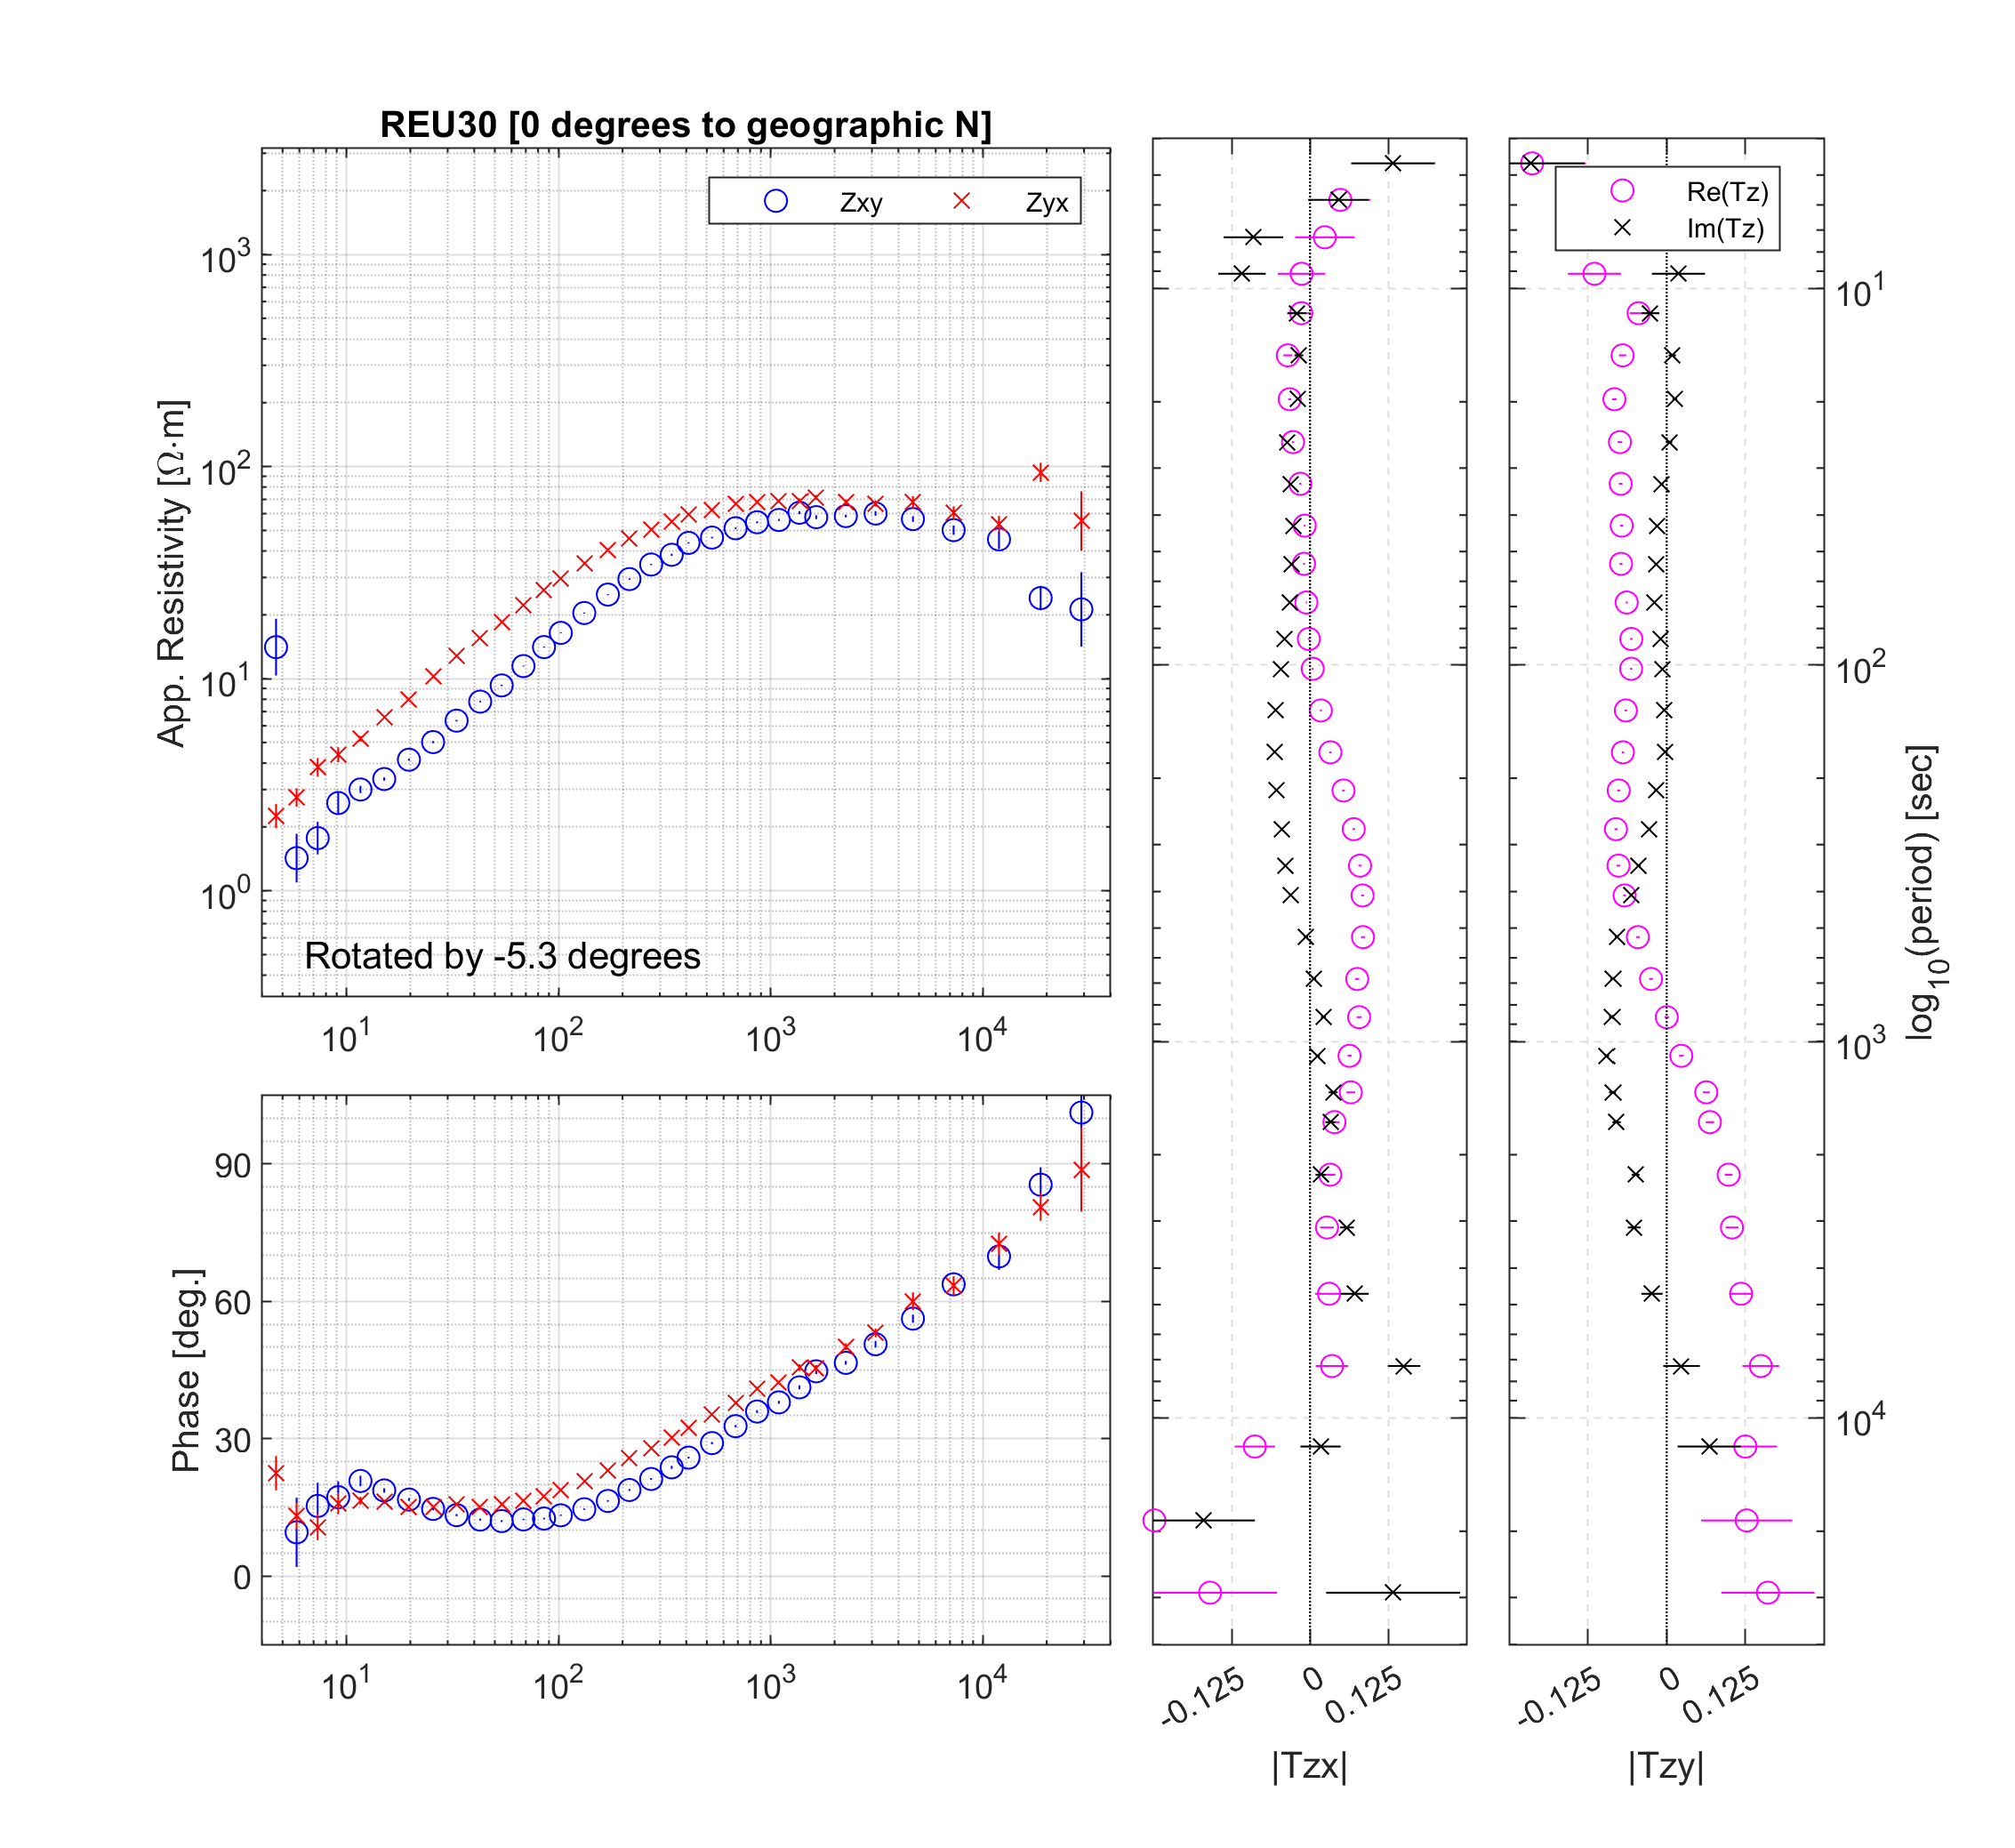 REU30 [0 degrees to geographic N]
Zxy Zyx
App. Resistivity [Ω·m]
10³
10²
10¹
10⁰
Rotated by -5.3 degrees
10¹ 10² 10³ 10⁴
Phase [deg.]
90
60
30
0
10¹ 10² 10³ 10⁴
-0.125 0 0.125
|Tzx|
Re(Tz)
Im(Tz)
10¹
10²
10³
10⁴
log₁₀(period) [sec]
-0.125 0 0.125
|Tzy|